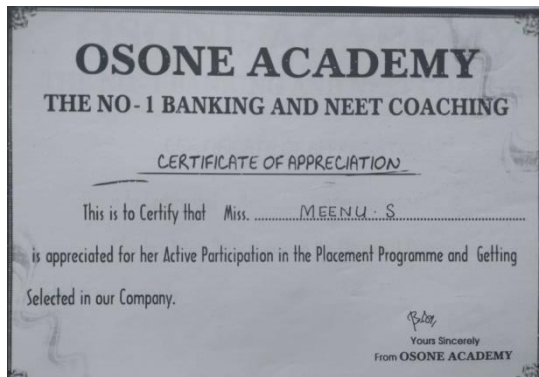 OSONE ACADEMY
THE NO-1 BANKING AND NEET COACHING
CERTIFICATE OF APPRECIATION
This is to Certify that Miss. ............MEENU.S..............................
is appreciated for her Active Participation in the Placement Programme and Getting
Selected in our Company.
Yours Sincerely
From OSONE ACADEMY